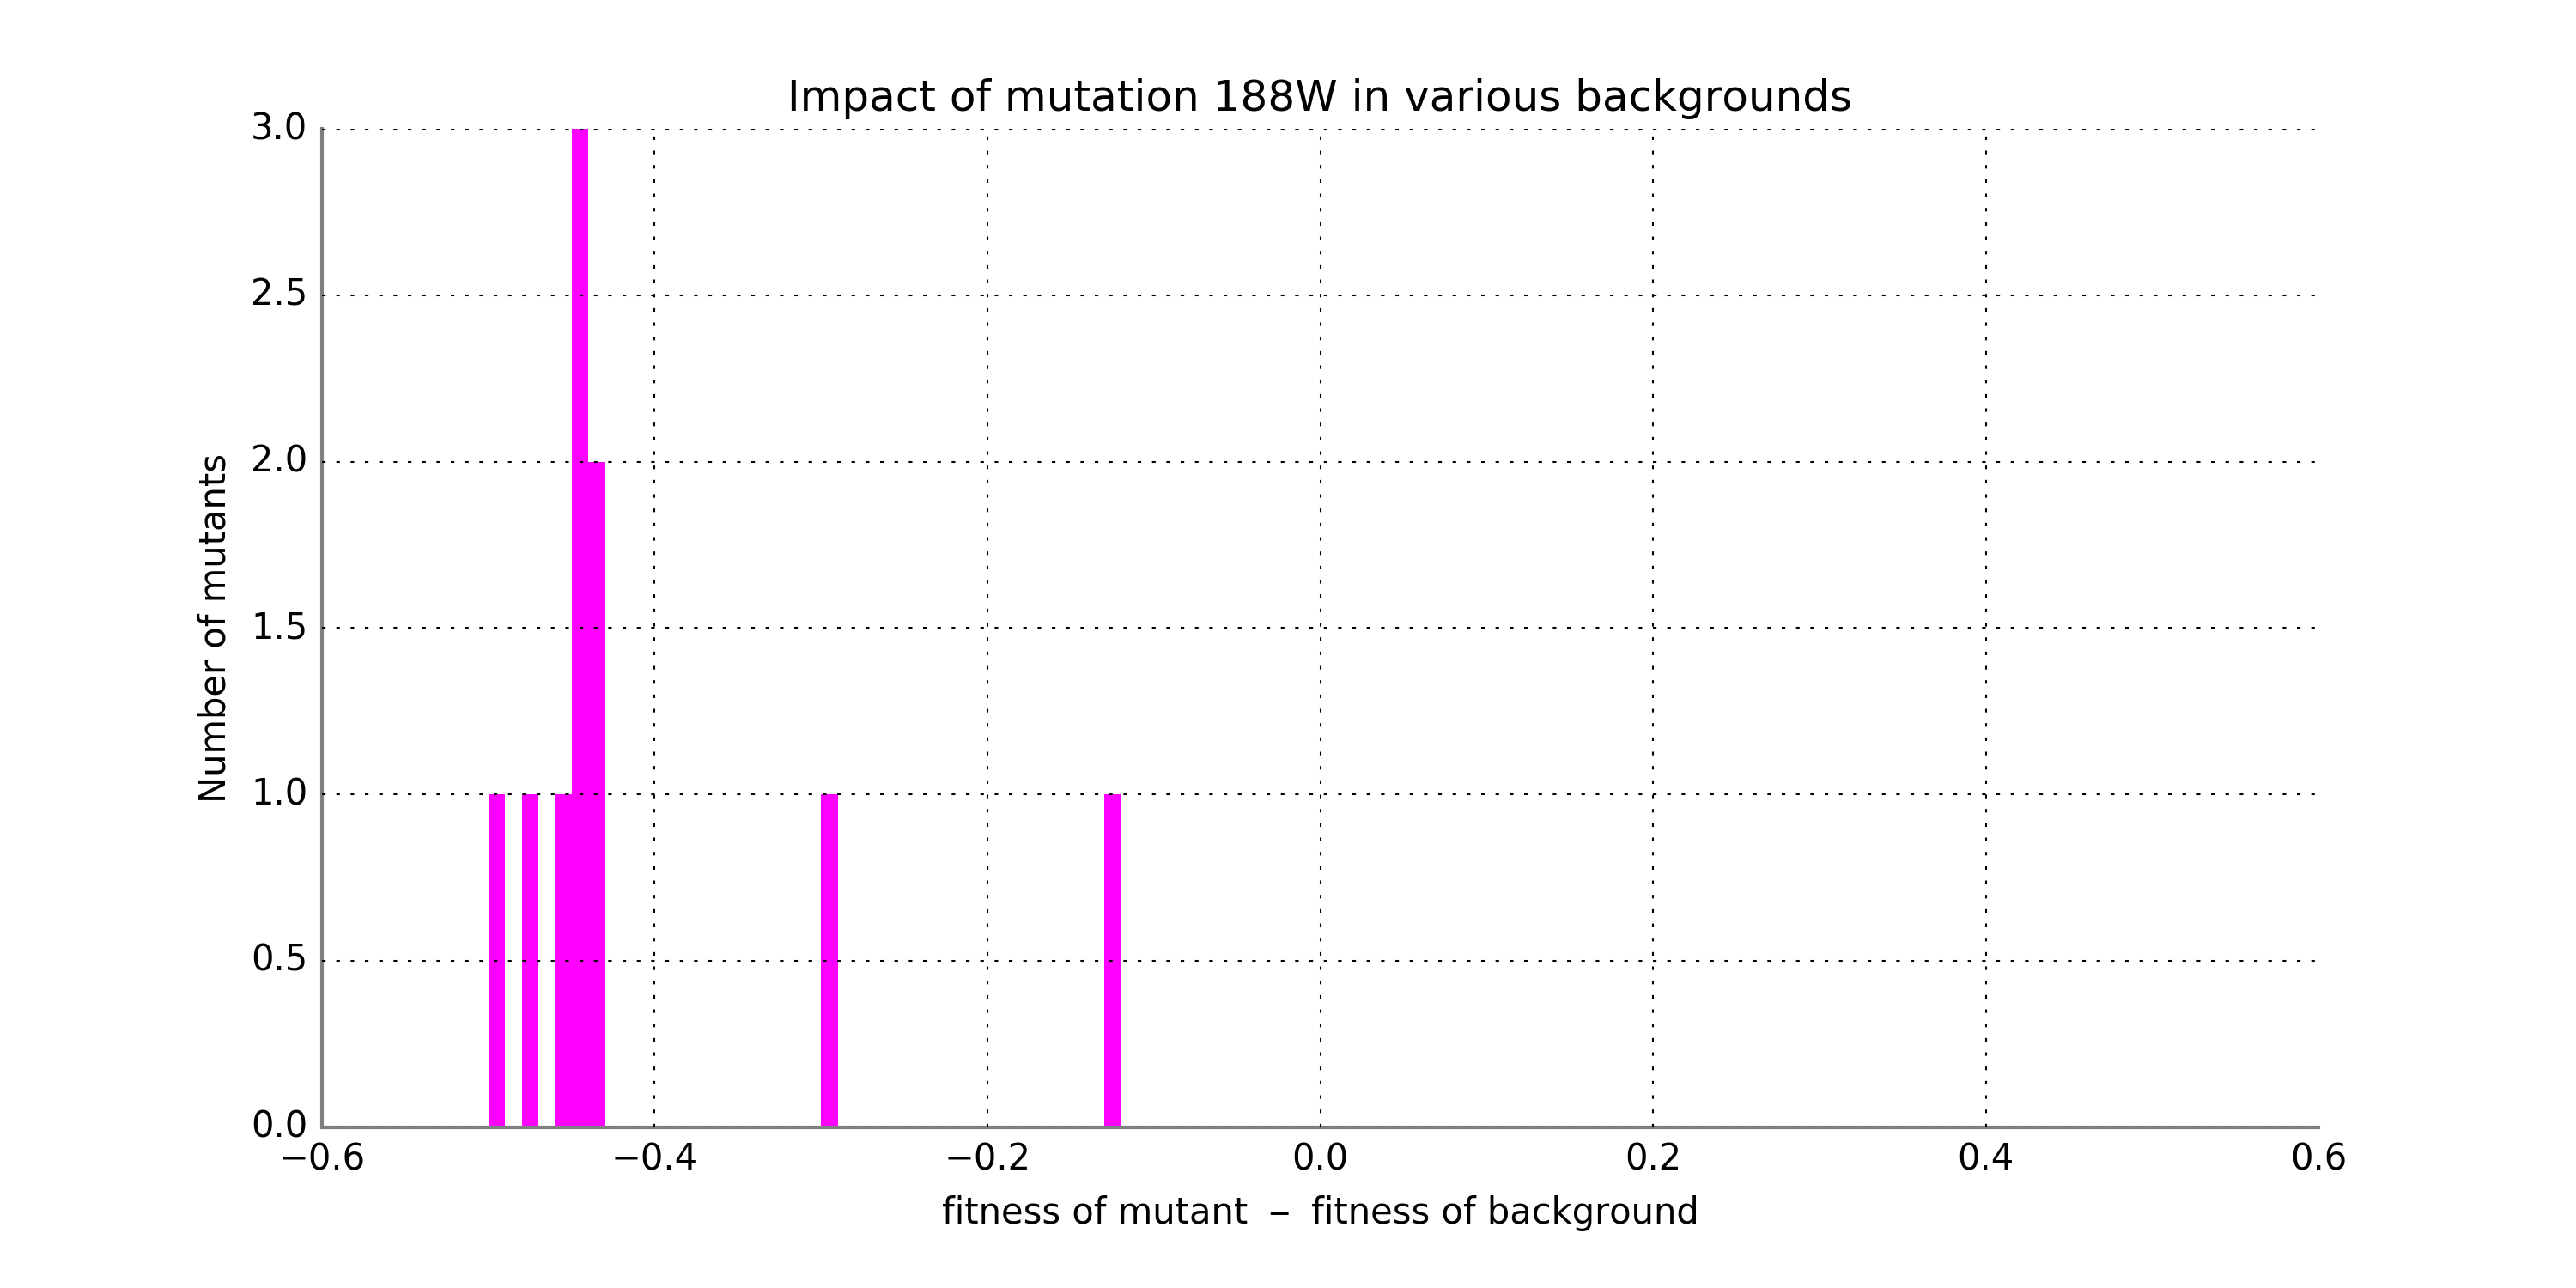 Impact of mutation 188W in various backgrounds
3.0
2.5
2.0
1.5
1.0
0.5
0.0
Number of mutants
−0.6 −0.4 −0.2 0.0 0.2 0.4 0.6
fitness of mutant − fitness of background